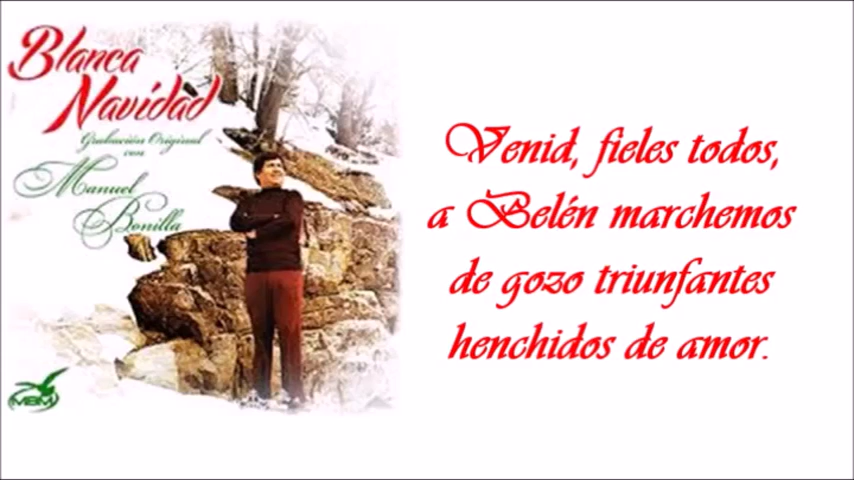 Blanca
Navidad
Grabación Original
con
Manuel
Bonilla
MBM
Venid, fieles todos,
a Belén marchemos
de gozo triunfantes
henchidos de amor.